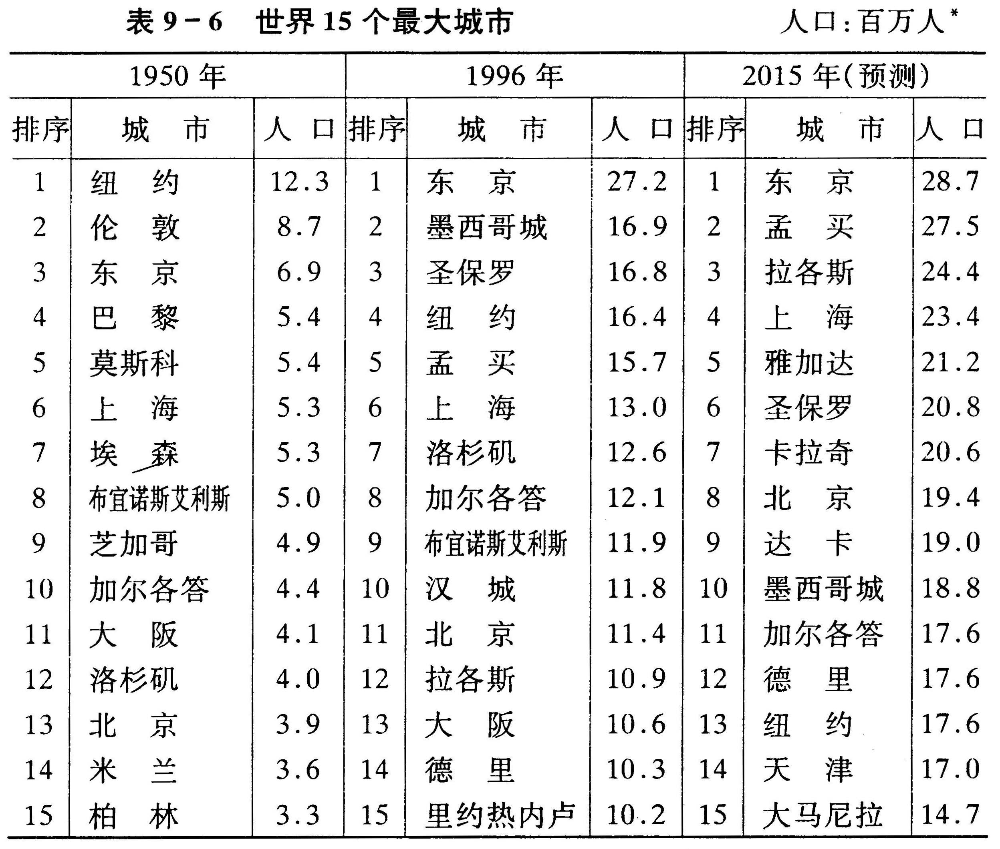 表9-6 世界15个最大城市 人口:百万人*
1950年 1996年 2015年(预测)
排序 城市 人口 排序 城市 人口 排序 城市 人口
1 纽约 12.3 1 东京 27.2 1 东京 28.7
2 伦敦 8.7 2 墨西哥城 16.9 2 孟买 27.5
3 东京 6.9 3 圣保罗 16.8 3 拉各斯 24.4
4 巴黎 5.4 4 纽约 16.4 4 上海 23.4
5 莫斯科 5.4 5 孟买 15.7 5 雅加达 21.2
6 上海 5.3 6 上海 13.0 6 圣保罗 20.8
7 埃森 5.3 7 洛杉矶 12.6 7 卡拉奇 20.6
8 布宜诺斯艾利斯 5.0 8 加尔各答 12.1 8 北京 19.4
9 芝加哥 4.9 9 布宜诺斯艾利斯 11.9 9 达卡 19.0
10 加尔各答 4.4 10 汉城 11.8 10 墨西哥城 18.8
11 大阪 4.1 11 北京 11.4 11 加尔各答 17.6
12 洛杉矶 4.0 12 拉各斯 10.9 12 德里 17.6
13 北京 3.9 13 大阪 10.6 13 纽约 17.6
14 米兰 3.6 14 德里 10.3 14 天津 17.0
15 柏林 3.3 15 里约热内卢 10.2 15 大马尼拉 14.7